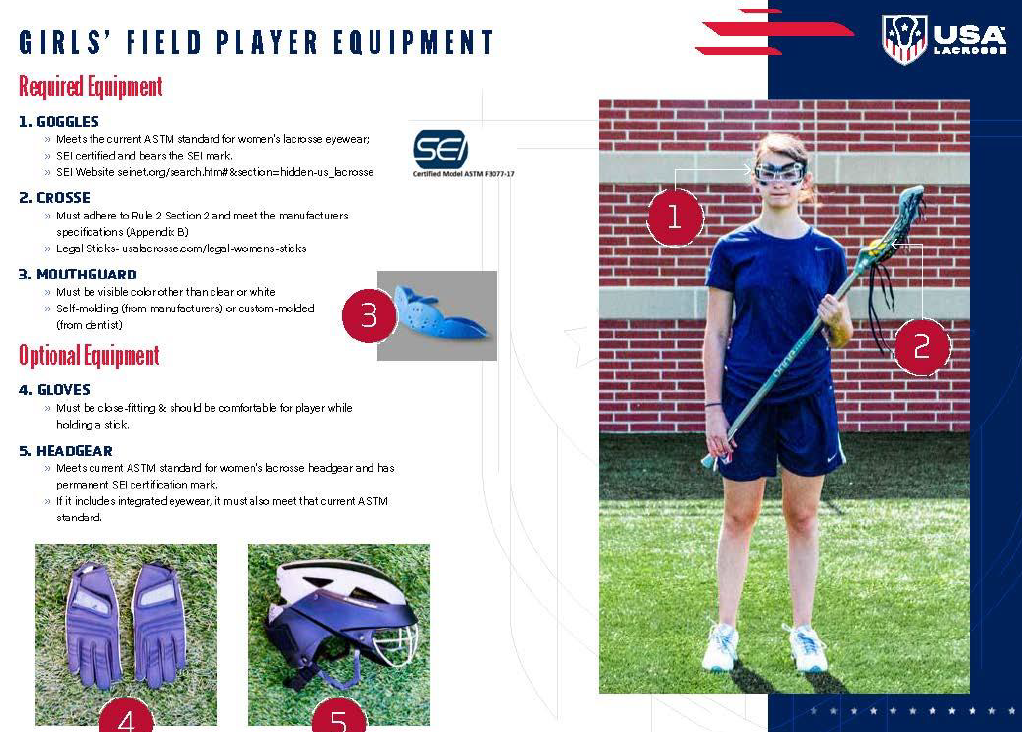 GIRLS' FIELD PLAYER EQUIPMENT
USA
LACROSSE
Required Equipment
1. GOGGLES
» Meets the current ASTM standard for women's lacrosse eyewear;
» SEI certified and bears the SEI mark.
» SEI Website seinet.org/search.htm#&section=hidden-us_lacrosse
SEI
Certified Model ASTM F3077-17
2. CROSSE
» Must adhere to Rule 2 Section 2 and meet the manufacturers
specifications (Appendix B)
» Legal Sticks- usalacrosse.com/legal-womens-sticks
3. MOUTHGUARD
» Must be visible color other than clear or white
» Self-molding (from manufacturers) or custom-molded
(from dentist)
3
Optional Equipment
4. GLOVES
» Must be close-fitting & should be comfortable for player while
holding a stick.
5. HEADGEAR
» Meets current ASTM standard for women's lacrosse headgear and has
permanent SEI certification mark.
» If it includes integrated eyewear, it must also meet that current ASTM
standard.
4
5
1
2